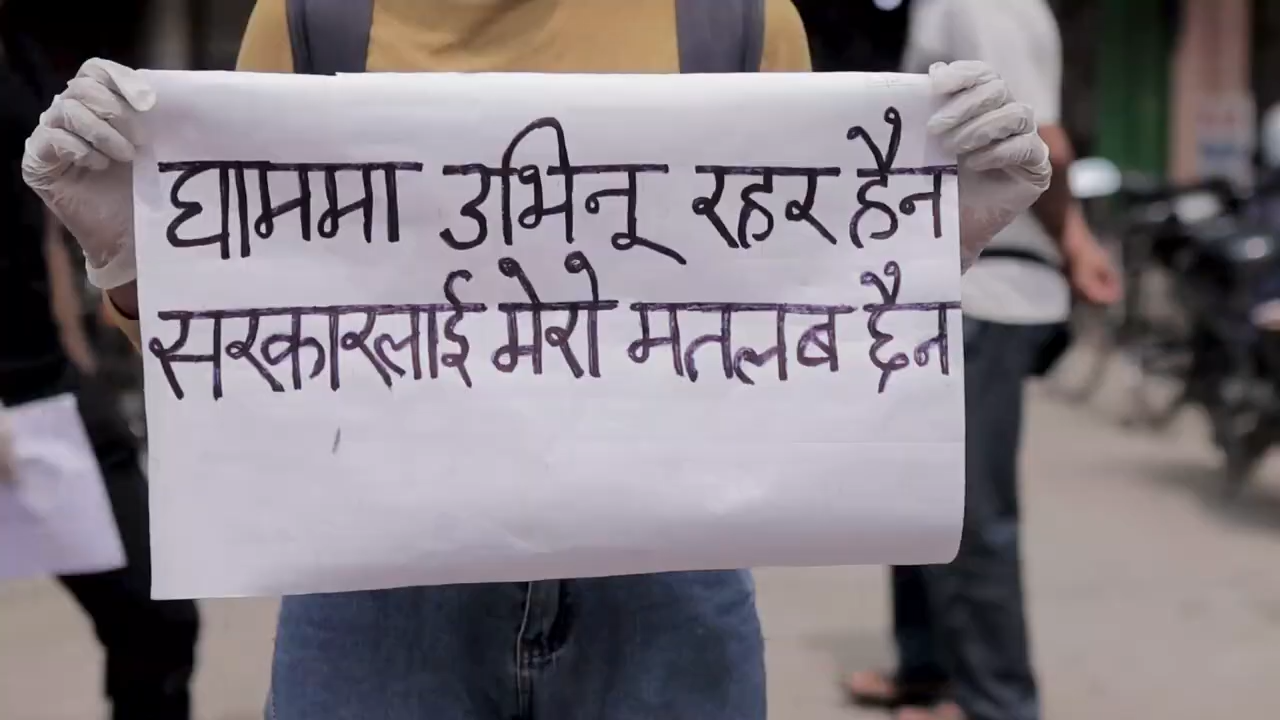 घाममा उभिनू रहर हैन
सरकारलाई मेरो मतलब छैन